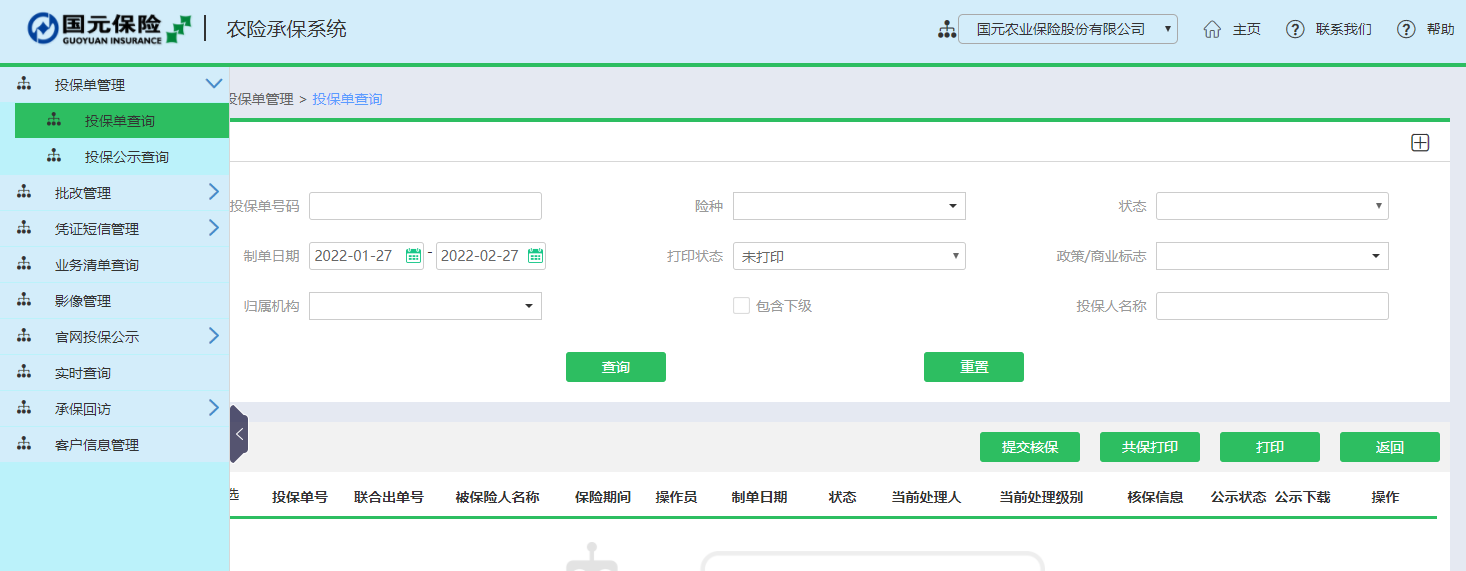 国元保险
GUOYUAN INSURANCE
农险承保系统
国元农业保险股份有限公司
主页
联系我们
帮助
投保单管理
投保单查询
投保公示查询
批改管理
凭证短信管理
业务清单查询
影像管理
官网投保公示
实时查询
承保回访
客户信息管理
投保单管理 > 投保单查询
投保单号码
险种
状态
制单日期 2022-01-27 - 2022-02-27
打印状态 未打印
政策/商业标志
归属机构
包含下级
投保人名称
查询
重置
提交核保
共保打印
打印
返回
选 投保单号 联合出单号 被保险人名称 保险期间 操作员 制单日期 状态 当前处理人 当前处理级别 核保信息 公示状态 公示下载 操作